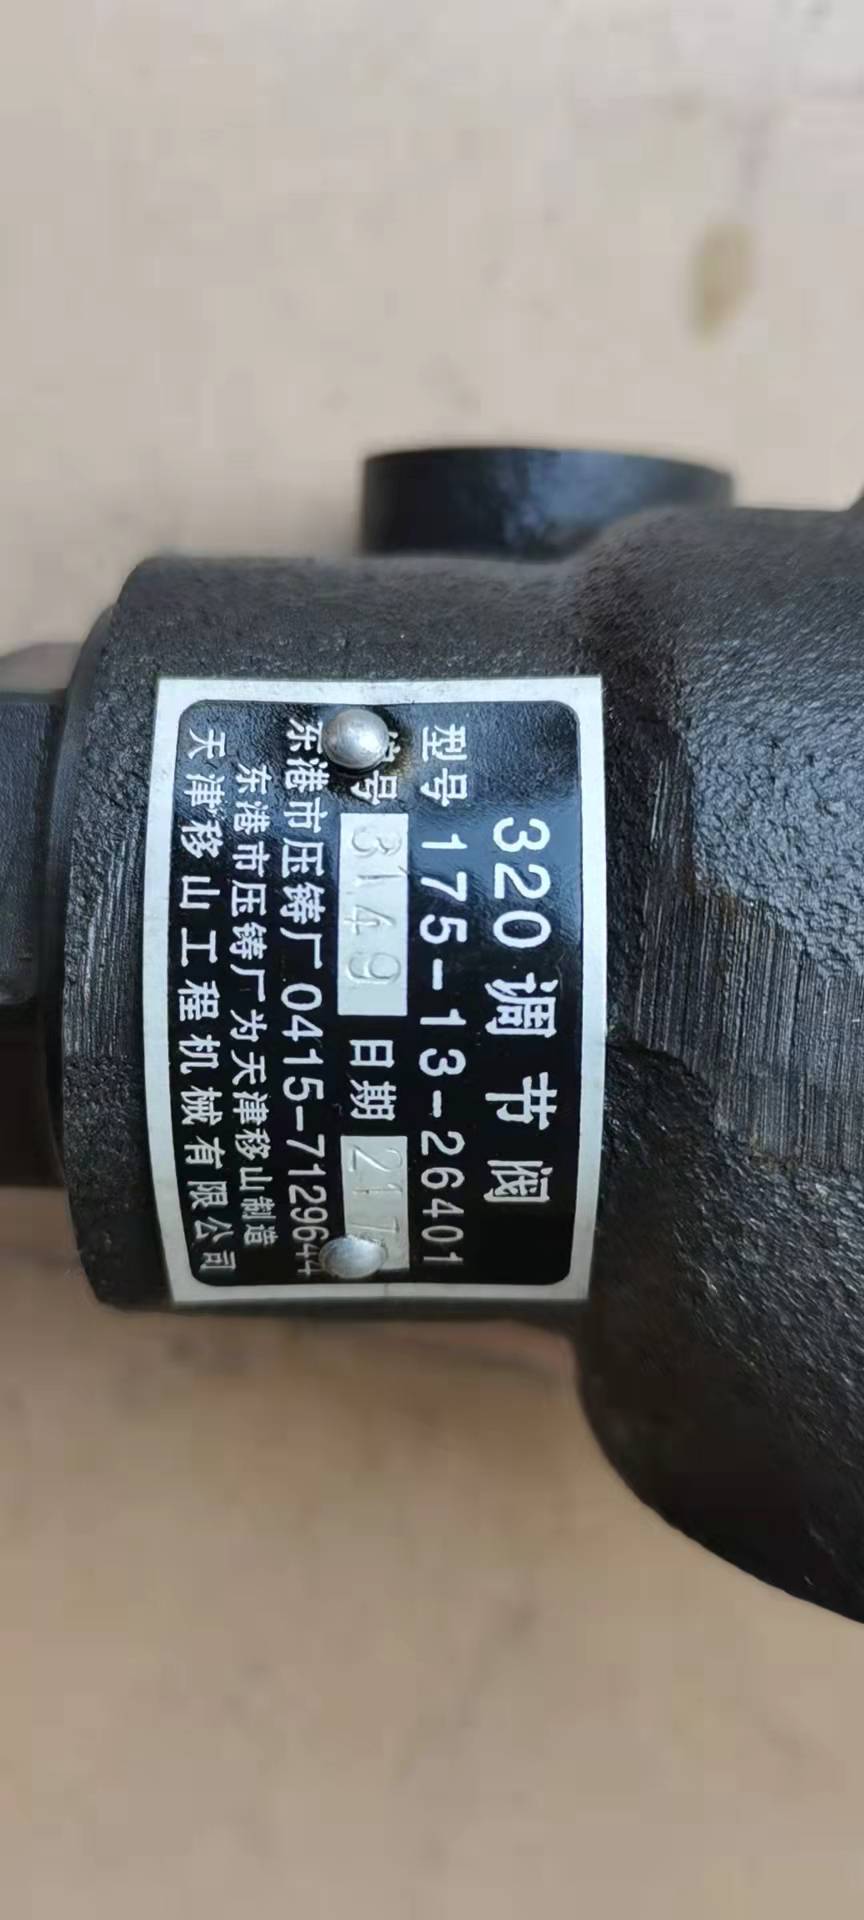 320调节阀
型号 175-13-26401
编号 3149 日期 217
东港市压铸厂 0415-7129644
东港市压铸厂为天津移山制造
天津移山工程机械有限公司